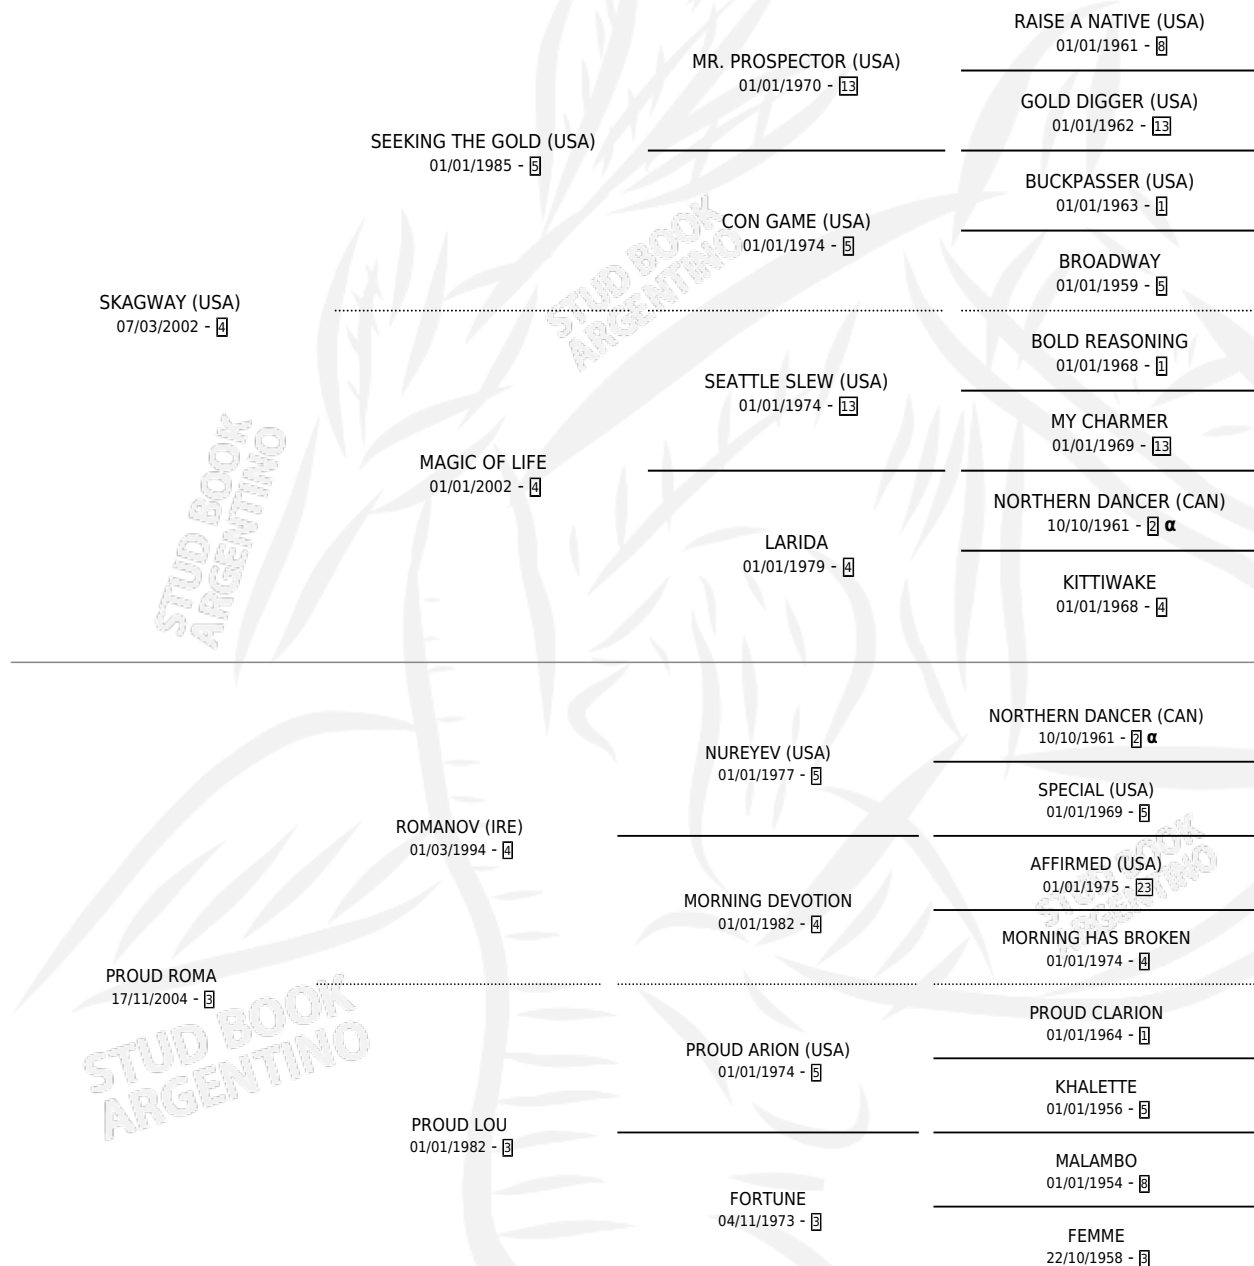 RAISE A NATIVE (USA)
01/01/1961 - 8
MR. PROSPECTOR (USA)
01/01/1970 - 13
GOLD DIGGER (USA)
01/01/1962 - 13
SEEKING THE GOLD (USA)
01/01/1985 - 5
BUCKPASSER (USA)
01/01/1963 - 1
CON GAME (USA)
01/01/1974 - 5
BROADWAY
01/01/1959 - 5
STUD BOOK
ARGENTINO
SKAGWAY (USA)
07/03/2002 - 4
BOLD REASONING
01/01/1968 - 1
SEATTLE SLEW (USA)
01/01/1974 - 13
MY CHARMER
01/01/1969 - 13
MAGIC OF LIFE
01/01/2002 - 4
NORTHERN DANCER (CAN)
10/10/1961 - 2 α
LARIDA
01/01/1979 - 4
KITTIWAKE
01/01/1968 - 4
STUD BOOK
ARGENTINO
NORTHERN DANCER (CAN)
10/10/1961 - 2 α
NUREYEV (USA)
01/01/1977 - 5
SPECIAL (USA)
01/01/1969 - 5
ROMANOV (IRE)
01/03/1994 - 4
STUD BOOK
ARGENTINO
AFFIRMED (USA)
01/01/1975 - 23
MORNING DEVOTION
01/01/1982 - 4
MORNING HAS BROKEN
01/01/1974 - 4
PROUD ROMA
17/11/2004 - 3
STUD BOOK
ARGENTINO
PROUD CLARION
01/01/1964 - 1
PROUD ARION (USA)
01/01/1974 - 5
KHALETTE
01/01/1956 - 5
PROUD LOU
01/01/1982 - 3
MALAMBO
01/01/1954 - 8
FORTUNE
04/11/1973 - 3
FEMME
22/10/1958 - 3